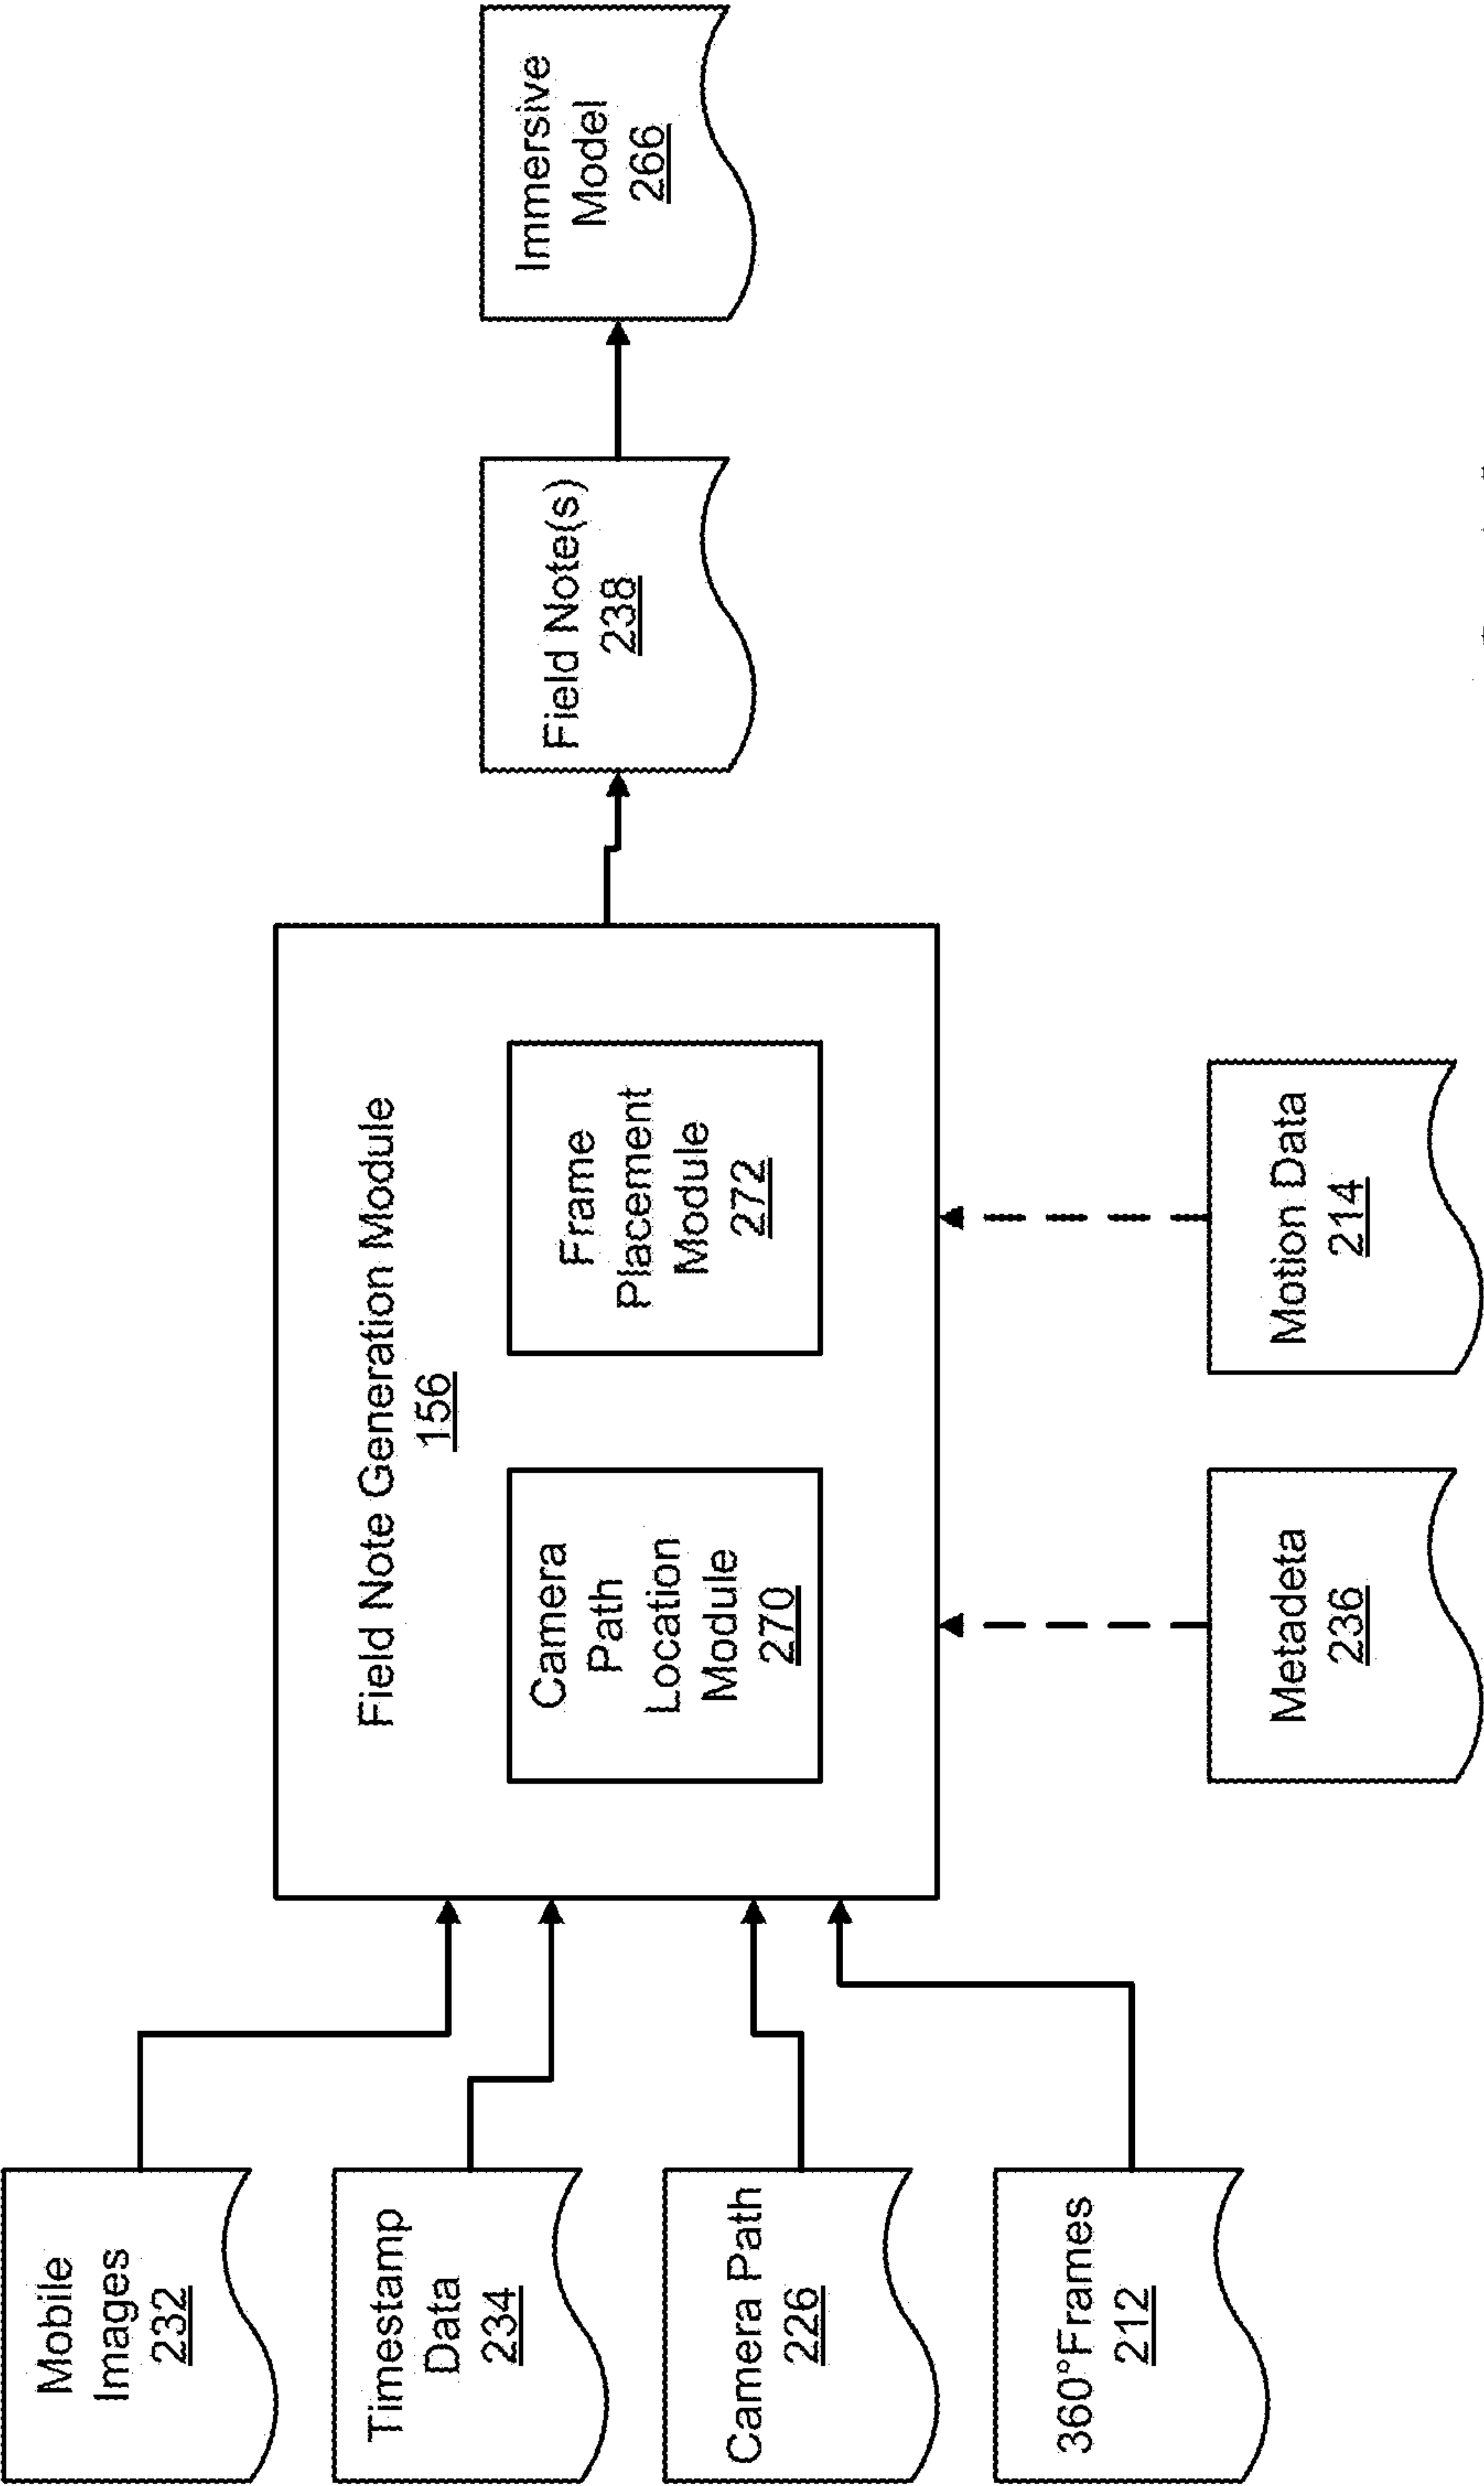 Mobile
Images
232
Timestamp
Data
234
Camera Path
226
360°Frames
212
Field Note Generation Module
156
Camera
Path
Location
Module
270
Frame
Placement
Module
272
Metadeta
236
Motion Data
214
Field Note(s)
238
Immersive
Model
266